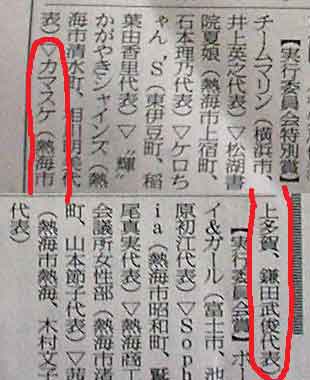 【実行委員会特別賞】
チームマリン（横浜市、
井上英之代表）▽松湖書
院夏娘（熱海市上宿町、
石本理乃代表）▽ケロち
ゃん’S（東伊豆町、稲
葉由香里代表）▽〝輝〟
かがやきシャインズ（熱
海市清水町、相川明美代
表）▽カマスケ（熱海市
上多賀、鎌田武俊代表）
【実行委員会賞】ボー
イ&ガール（富士市、池
原初江代表）▽Soph
ia（熱海市昭和町、鷲
尾真実代表）▽熱海商工
会議所女性部（熱海市
町、山本節子代表）▽
（熱海市熱海、木村文子
代表）